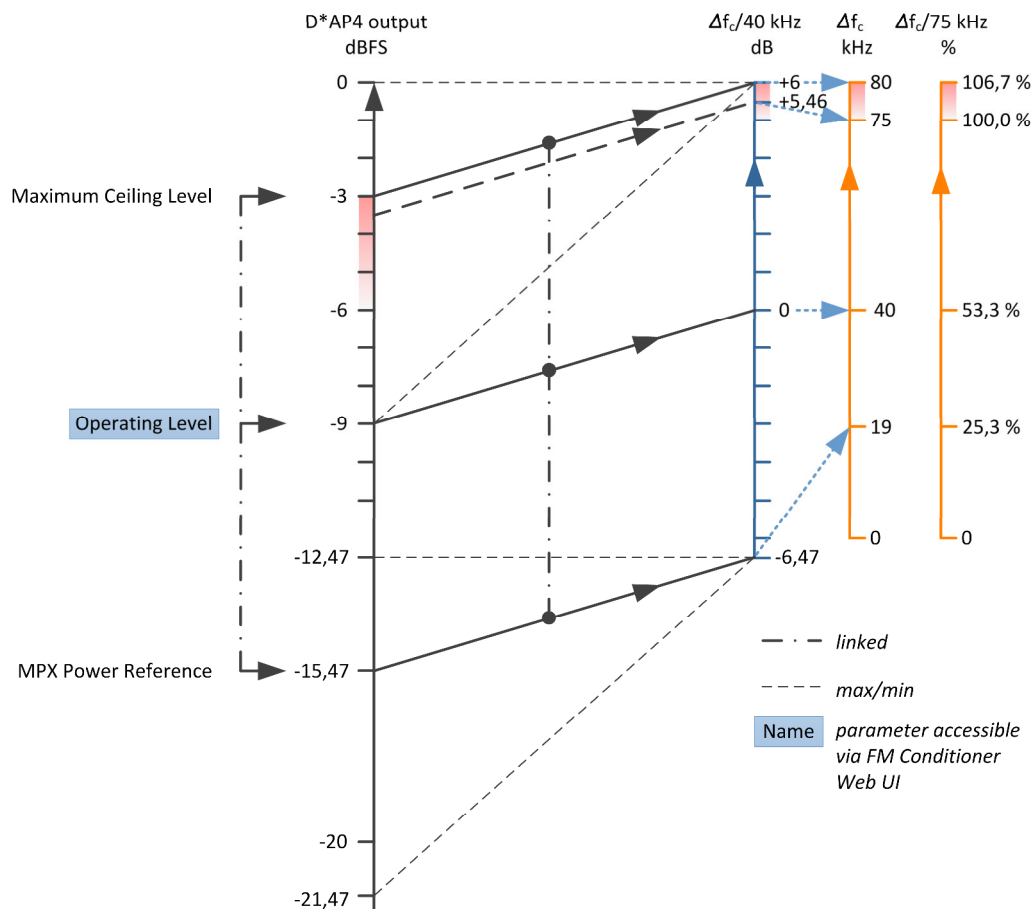 D*AP4 output
dBFS
Δfc/40 kHz
dB
Δfc
kHz
Δfc/75 kHz
%
0
+6
80
106,7 %
+5,46
75
100,0 %
Maximum Ceiling Level
-3
-6
0
40
53,3 %
Operating Level
-9
19
25,3 %
-12,47
-6,47
0
0
MPX Power Reference
-15,47
linked
max/min
Name
parameter accessible
via FM Conditioner
Web UI
-20
-21,47